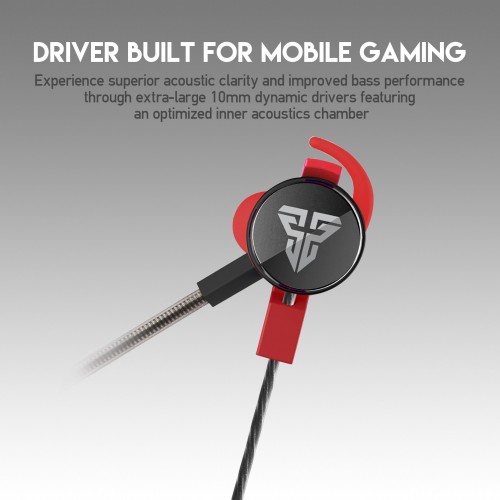 DRIVER BUILT FOR MOBILE GAMING
Experience superior acoustic clarity and improved bass performance
through extra-large 10mm dynamic drivers featuring
an optimized inner acoustics chamber